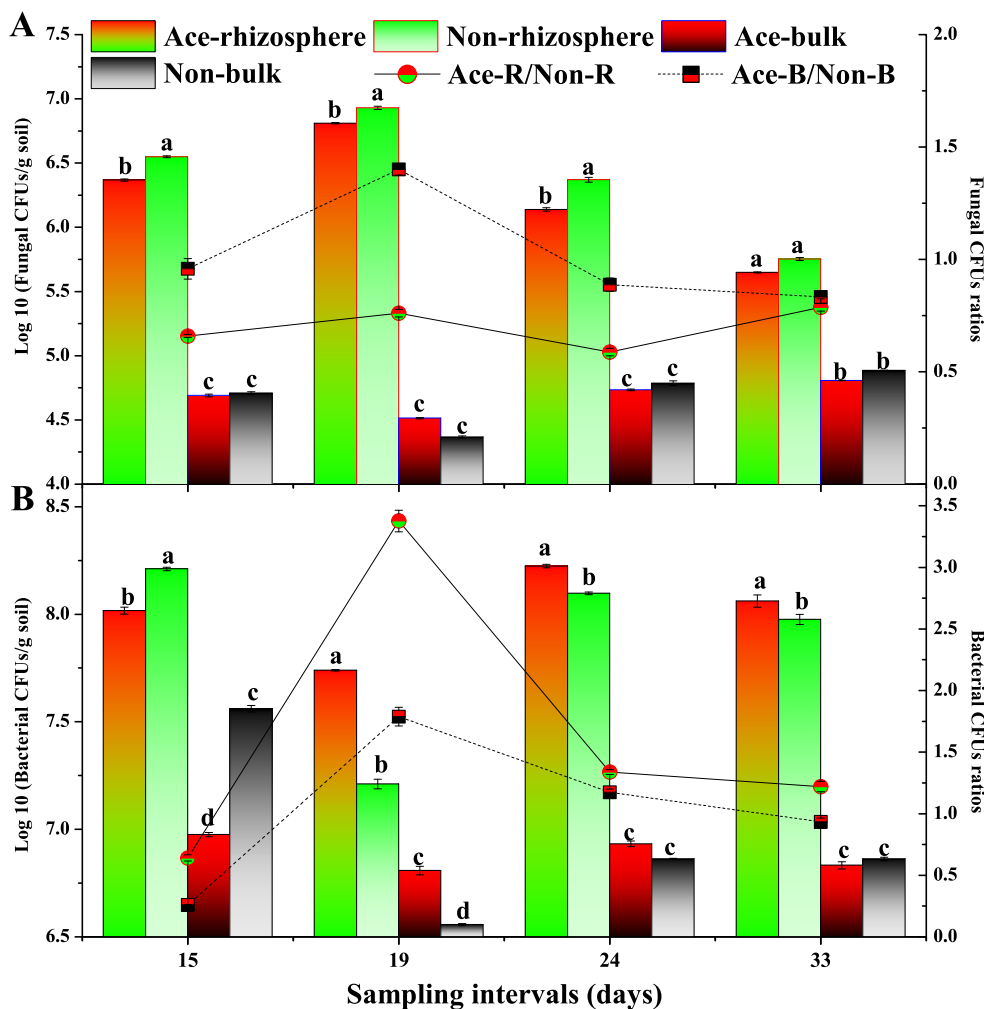 A
Ace-rhizosphere Non-rhizosphere Ace-bulk
Non-bulk Ace-R/Non-R Ace-B/Non-B
Log 10 (Fungal CFUs/g soil)
7.5
7.0
6.5
6.0
5.5
5.0
4.5
4.0
b a c c
b a c c
b a c c
a a b b
2.0
1.5
1.0
0.5
0.0
Fungal CFUs ratios
B
Log 10 (Bacterial CFUs/g soil)
8.5
8.0
7.5
7.0
6.5
b a d c
a b c d
a b c c
a b c c
3.5
3.0
2.5
2.0
1.5
1.0
0.5
0.0
Bacterial CFUs ratios
15 19 24 33
Sampling intervals (days)